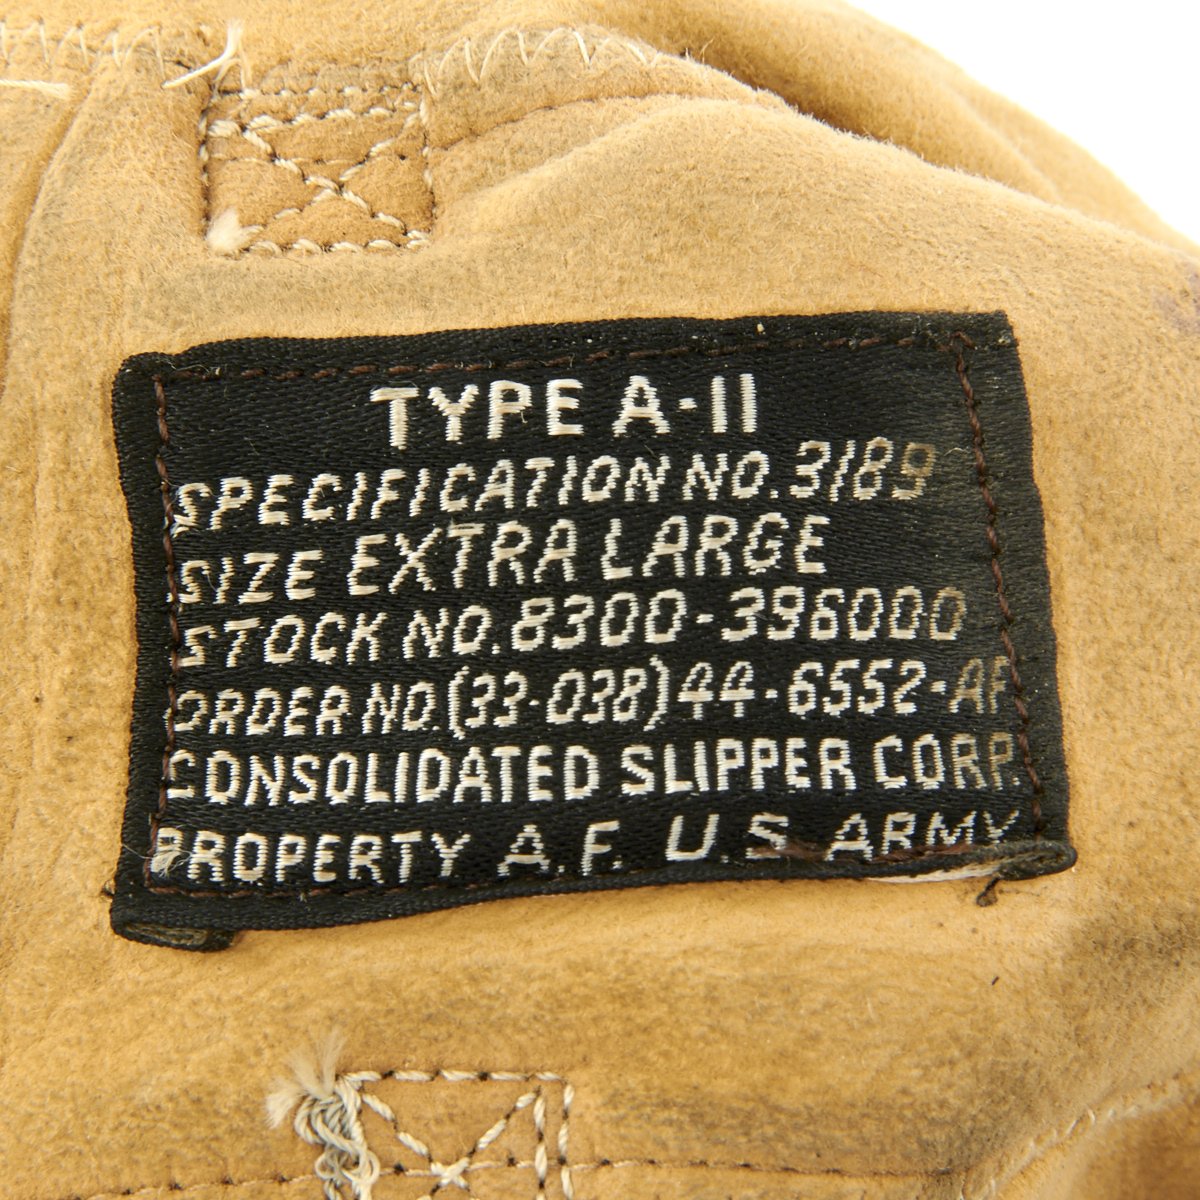 TYPE A-11
SPECIFICATION NO. 3189
SIZE EXTRA LARGE
STOCK NO. 8300-396000
ORDER NO. (33-038) 44-6552-AF
CONSOLIDATED SLIPPER CORP.
PROPERTY A.F. U.S. ARMY